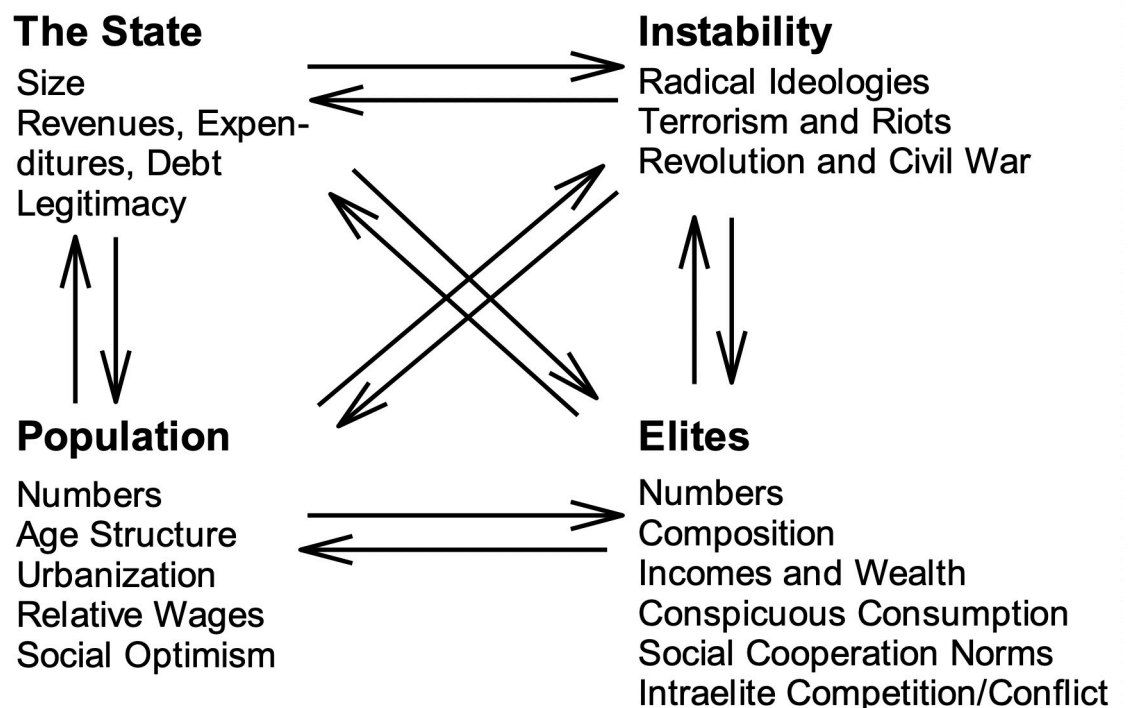 The State
Size
Revenues, Expen-
ditures, Debt
Legitimacy
Instability
Radical Ideologies
Terrorism and Riots
Revolution and Civil War
Population
Numbers
Age Structure
Urbanization
Relative Wages
Social Optimism
Elites
Numbers
Composition
Incomes and Wealth
Conspicuous Consumption
Social Cooperation Norms
Intraelite Competition/Conflict